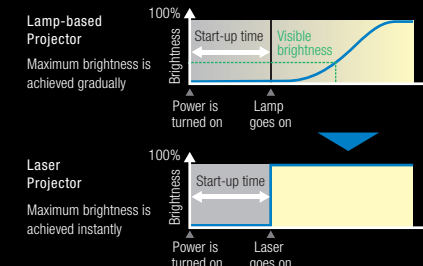 Lamp-based
Projector
Maximum brightness is
achieved gradually
100%
Brightness
Start-up time
Visible
brightness
Power is
turned on
Lamp
goes on
Laser
Projector
Maximum brightness is
achieved instantly
100%
Brightness
Start-up time
Power is
turned on
Laser
goes on